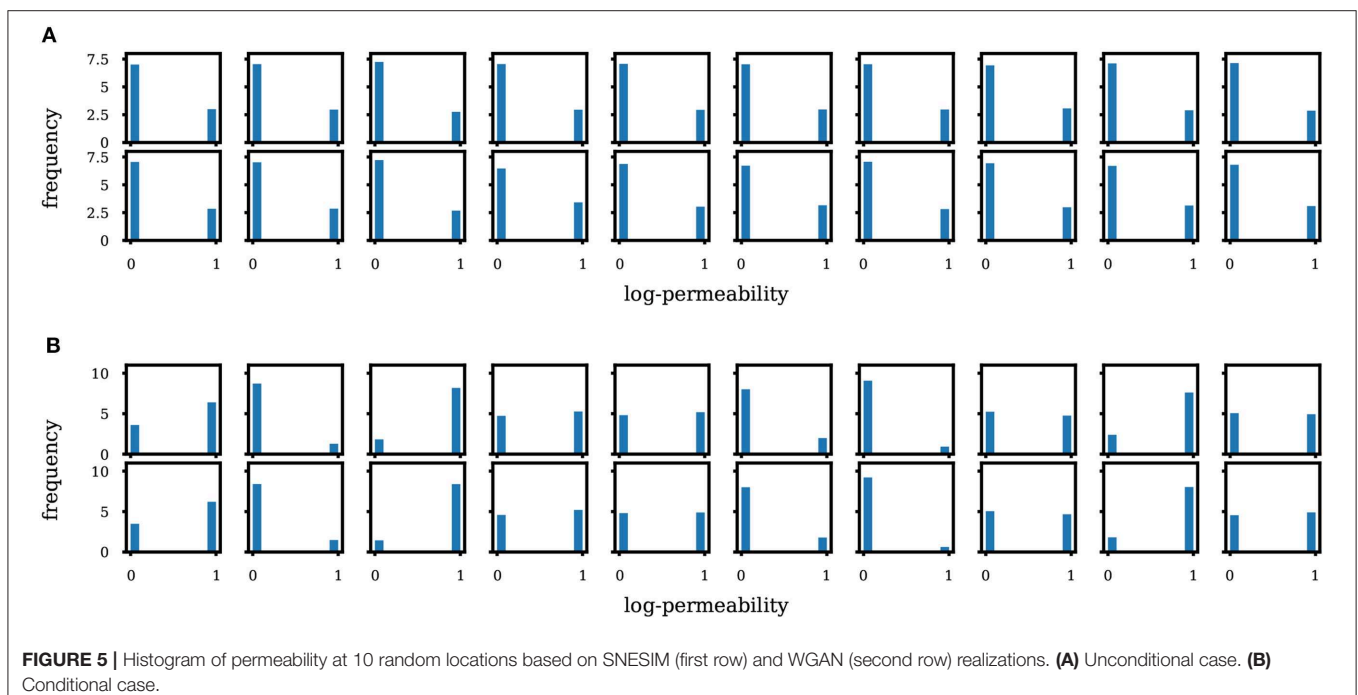 A
7.5
5
2.5
0
7.5
5
2.5
0
frequency
0 1 0 1 0 1 0 1 0 1 0 1 0 1 0 1 0 1 0 1
log-permeability
B
10
5
0
10
5
0
frequency
0 1 0 1 0 1 0 1 0 1 0 1 0 1 0 1 0 1 0 1
log-permeability
FIGURE 5 | Histogram of permeability at 10 random locations based on SNESIM (first row) and WGAN (second row) realizations. (A) Unconditional case. (B)
Conditional case.